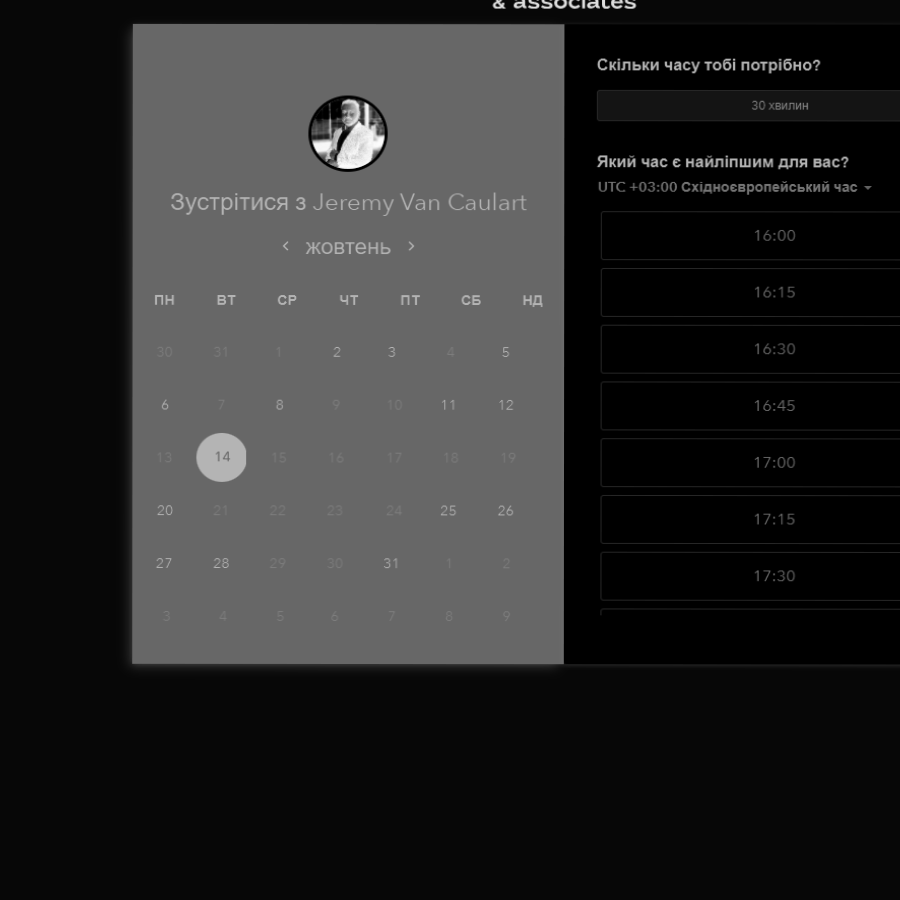 & associates
Зустрітися з Jeremy Van Caulart
‹ жовтень ›
ПН ВТ СР ЧТ ПТ СБ НД
30 31 1 2 3 4 5
6 7 8 9 10 11 12
13 14 15 16 17 18 19
20 21 22 23 24 25 26
27 28 29 30 31 1 2
3 4 5 6 7 8 9
Скільки часу тобі потрібно?
30 хвилин
Який час є найліпшим для вас?
UTC +03:00 Східноєвропейський час
16:00
16:15
16:30
16:45
17:00
17:15
17:30